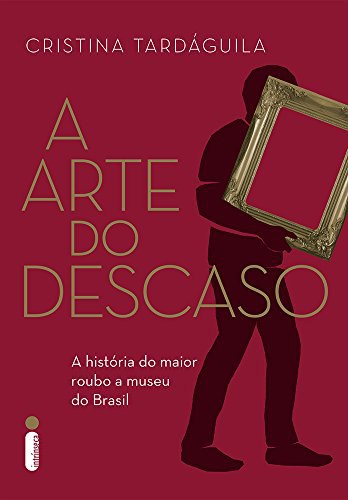 CRISTINA TARDÁGUILA
A
ARTE
DO
DESCASO
A história do maior
roubo a museu
do Brasil
intrínseca